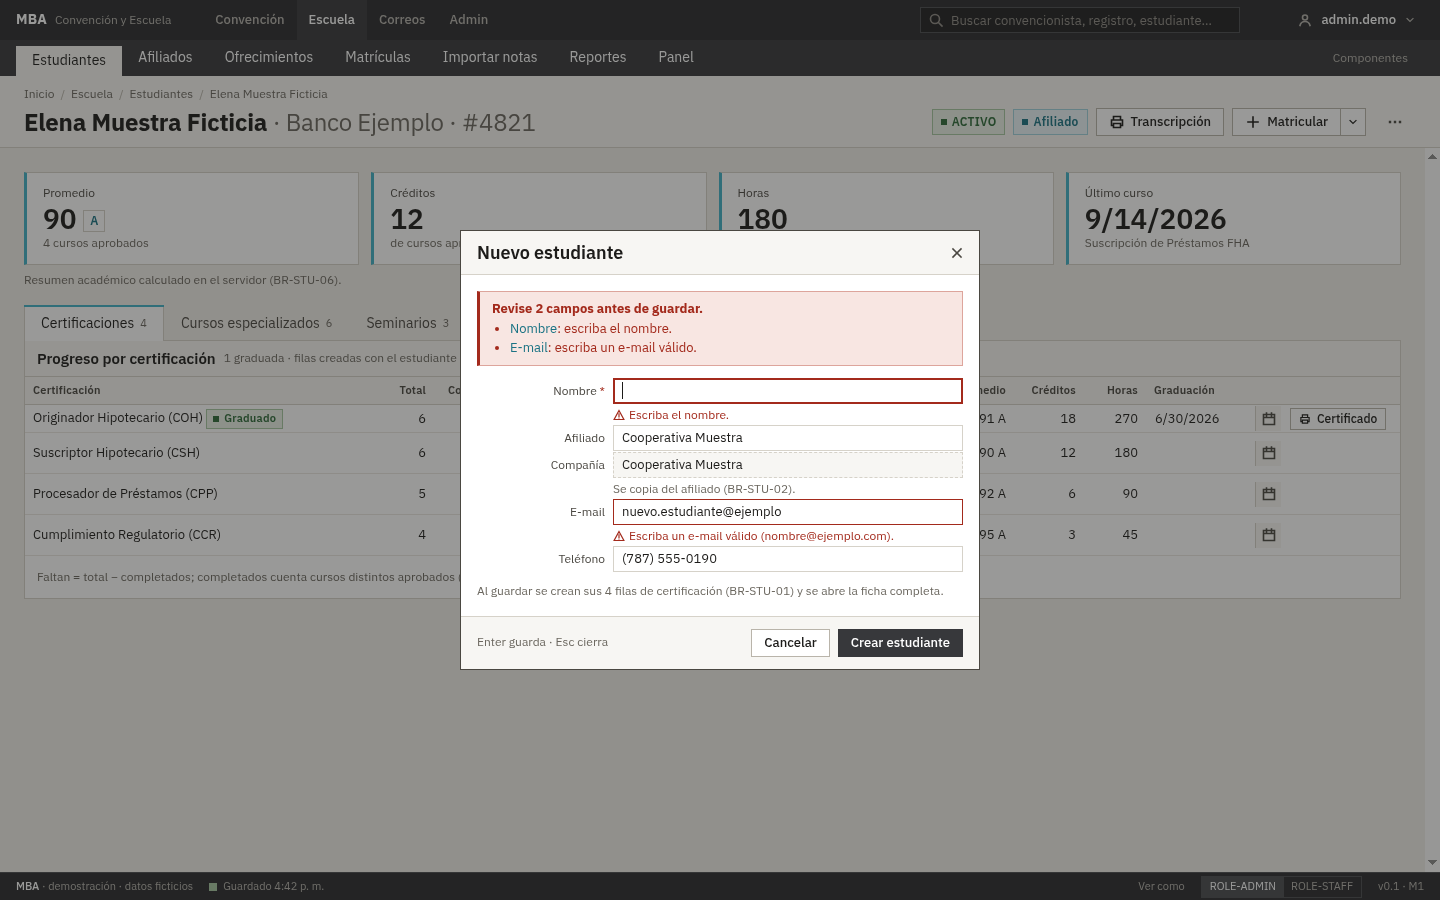 MBA Convención y Escuela Convención Escuela Correos Admin Buscar convencionista, registro, estudiante... admin.demo
Estudiantes Afiliados Ofrecimientos Matrículas Importar notas Reportes Panel Componentes
Inicio / Escuela / Estudiantes / Elena Muestra Ficticia
Elena Muestra Ficticia · Banco Ejemplo · #4821 ACTIVO Afiliado Transcripción Matricular
Promedio Créditos Horas Último curso
90 A 12 180 9/14/2026
4 cursos aprobados de cursos ap Suscripción de Préstamos FHA
Resumen académico calculado en el servidor (BR-STU-06).
Certificaciones 4 Cursos especializados 6 Seminarios 3
Progreso por certificación 1 graduada · filas creadas con el estudiante
Certificación Total Co Créditos Horas Graduación
Originador Hipotecario (COH) Graduado 6 91 A 18 270 6/30/2026 Certificado
Suscriptor Hipotecario (CSH) 6 90 A 12 180
Procesador de Préstamos (CPP) 5 92 A 6 90
Cumplimiento Regulatorio (CCR) 4 95 A 3 45
Faltan = total − completados; completados cuenta cursos distintos aprobados
Nuevo estudiante
Revise 2 campos antes de guardar.
• Nombre: escriba el nombre.
• E-mail: escriba un e-mail válido.
Nombre *
Escriba el nombre.
Afiliado Cooperativa Muestra
Compañía Cooperativa Muestra
Se copia del afiliado (BR-STU-02).
E-mail nuevo.estudiante@ejemplo
Escriba un e-mail válido (nombre@ejemplo.com).
Teléfono (787) 555-0190
Al guardar se crean sus 4 filas de certificación (BR-STU-01) y se abre la ficha completa.
Enter guarda · Esc cierra Cancelar Crear estudiante
MBA · demostración · datos ficticios Guardado 4:42 p. m. Ver como ROLE-ADMIN ROLE-STAFF v0.1 · M1